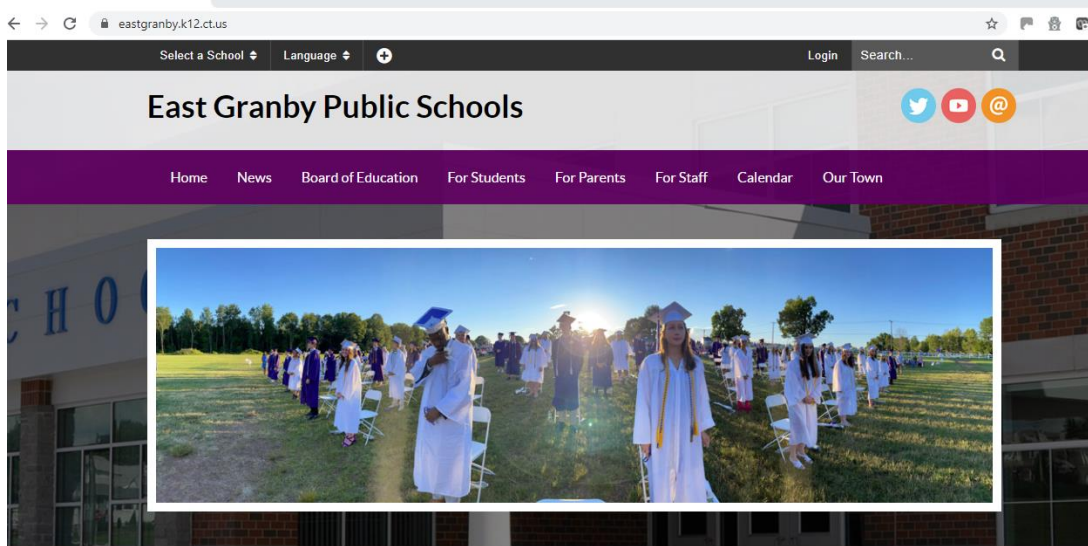 eastgranby.k12.ct.us
Select a School Language Login Search...
East Granby Public Schools
Home News Board of Education For Students For Parents For Staff Calendar Our Town
C H O